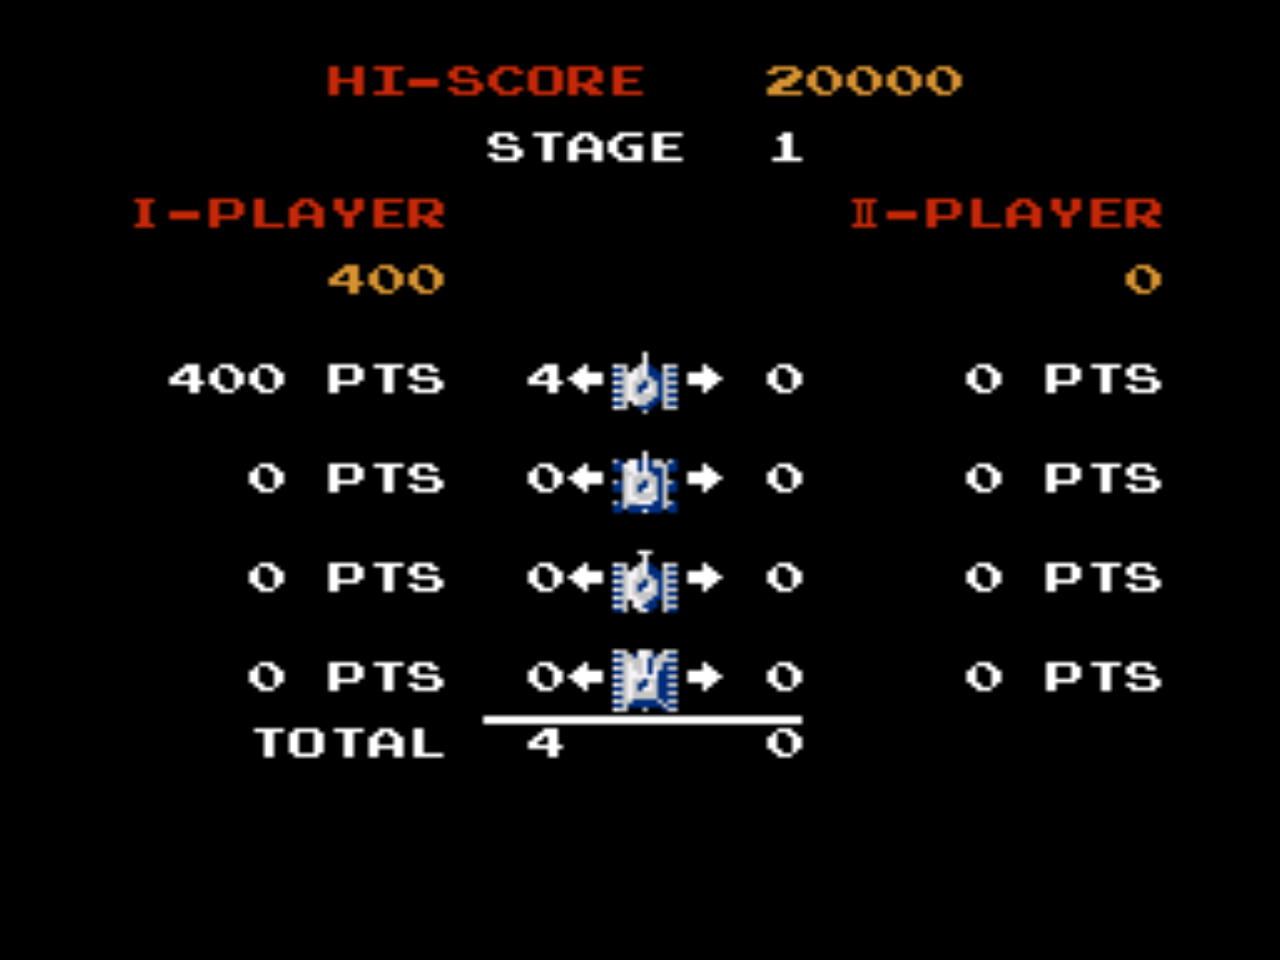 HI-SCORE 20000
STAGE 1
I-PLAYER II-PLAYER
400 0
400 PTS 4 0 0 PTS
0 PTS 0 0 0 PTS
0 PTS 0 0 0 PTS
0 PTS 0 0 0 PTS
TOTAL 4 0